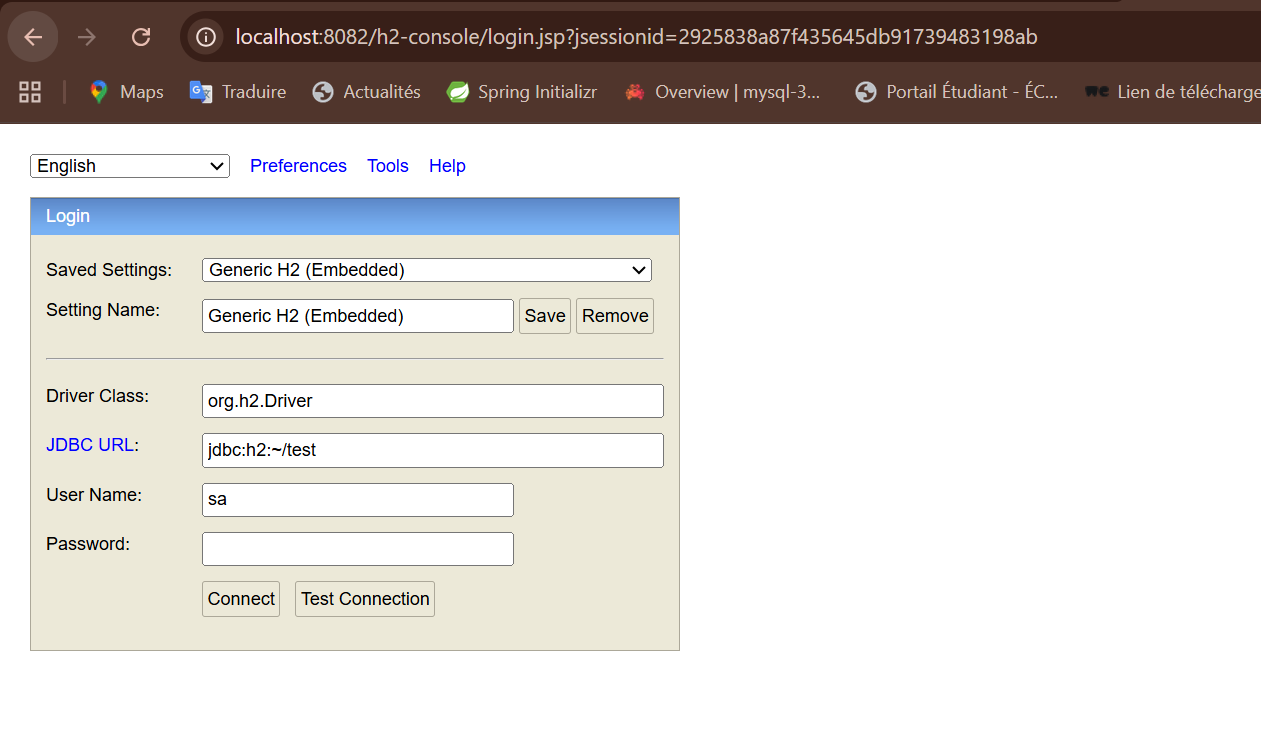 localhost:8082/h2-console/login.jsp?jsessionid=2925838a87f435645db91739483198ab
Maps Traduire Actualités Spring Initializr Overview | mysql-3... Portail Étudiant - ÉC... we Lien de télécharge
English Preferences Tools Help
Login
Saved Settings: Generic H2 (Embedded)
Setting Name: Generic H2 (Embedded) Save Remove
Driver Class: org.h2.Driver
JDBC URL: jdbc:h2:~/test
User Name: sa
Password:
Connect Test Connection